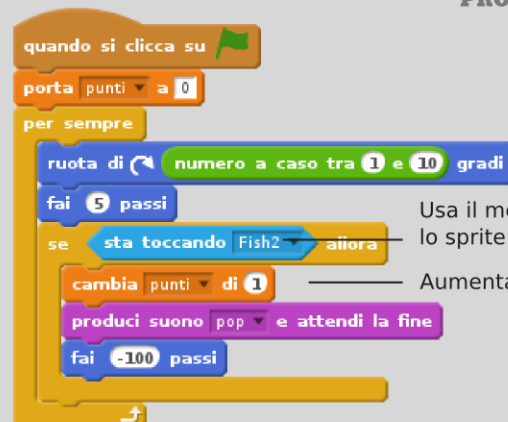 quando si clicca su
porta punti a 0
per sempre
ruota di numero a caso tra 1 e 10 gradi
fai 5 passi
se sta toccando Fish2 allora
Usa il
lo sprite
cambia punti di 1
Aumenta
produci suono pop e attendi la fine
fai -100 passi